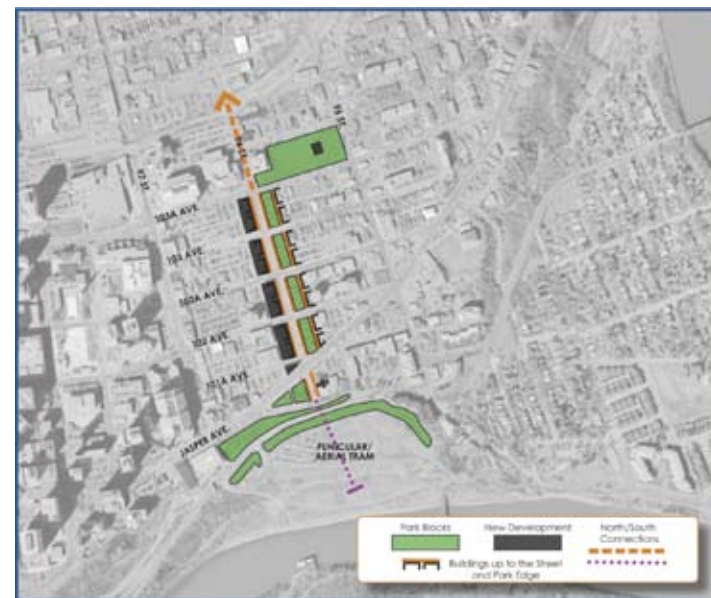 95 ST.
97 ST.
103A AVE.
103 AVE.
102A AVE.
102 AVE.
101A AVE.
JASPER AVE.
FUNICULAR/
AERIAL TRAM
Park Blocks
New Development
North/South
Connections
Buildings up to the Street
and Park Edge